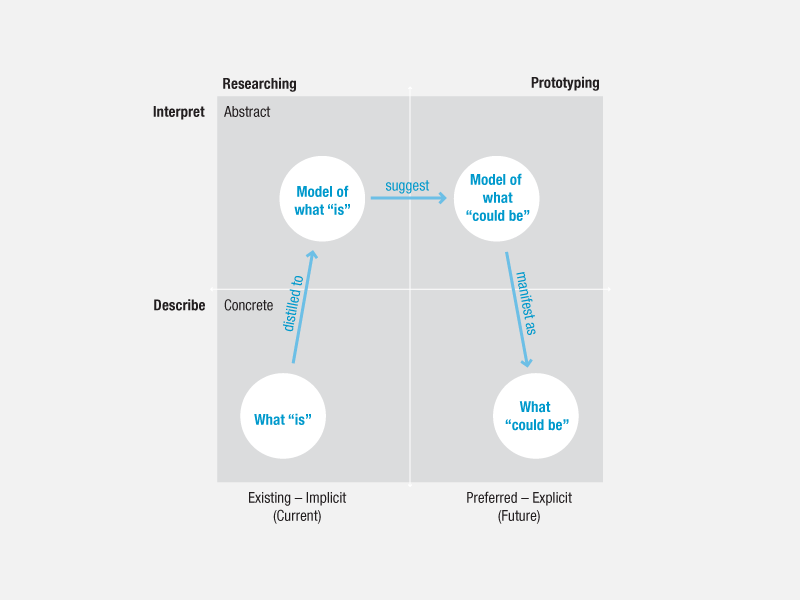 Researching
Prototyping
Interpret
Abstract
Model of
what “is”
suggest
Model of
what
“could be”
distilled to
manifest as
Describe
Concrete
What “is”
What
“could be”
Existing – Implicit
(Current)
Preferred – Explicit
(Future)